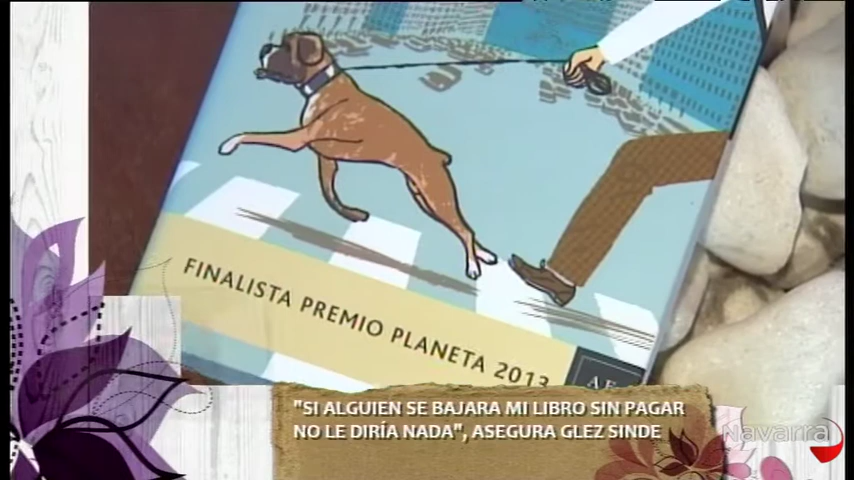 FINALISTA PREMIO PLANETA 2013
"SI ALGUIEN SE BAJARA MI LIBRO SIN PAGAR
NO LE DIRÍA NADA", ASEGURA GLEZ SINDE
Navarra